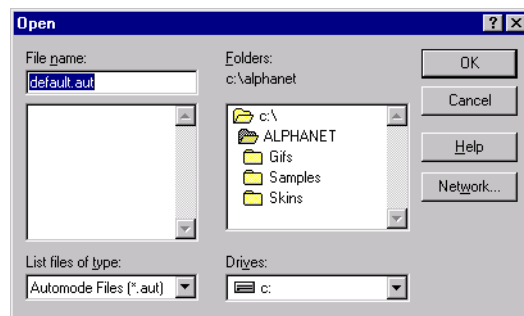 Open
File name:
default.aut
Folders:
c:\alphanet
c:\
ALPHANET
Gifs
Samples
Skins
OK
Cancel
Help
Network...
List files of type:
Automode Files (*.aut)
Drives:
c: